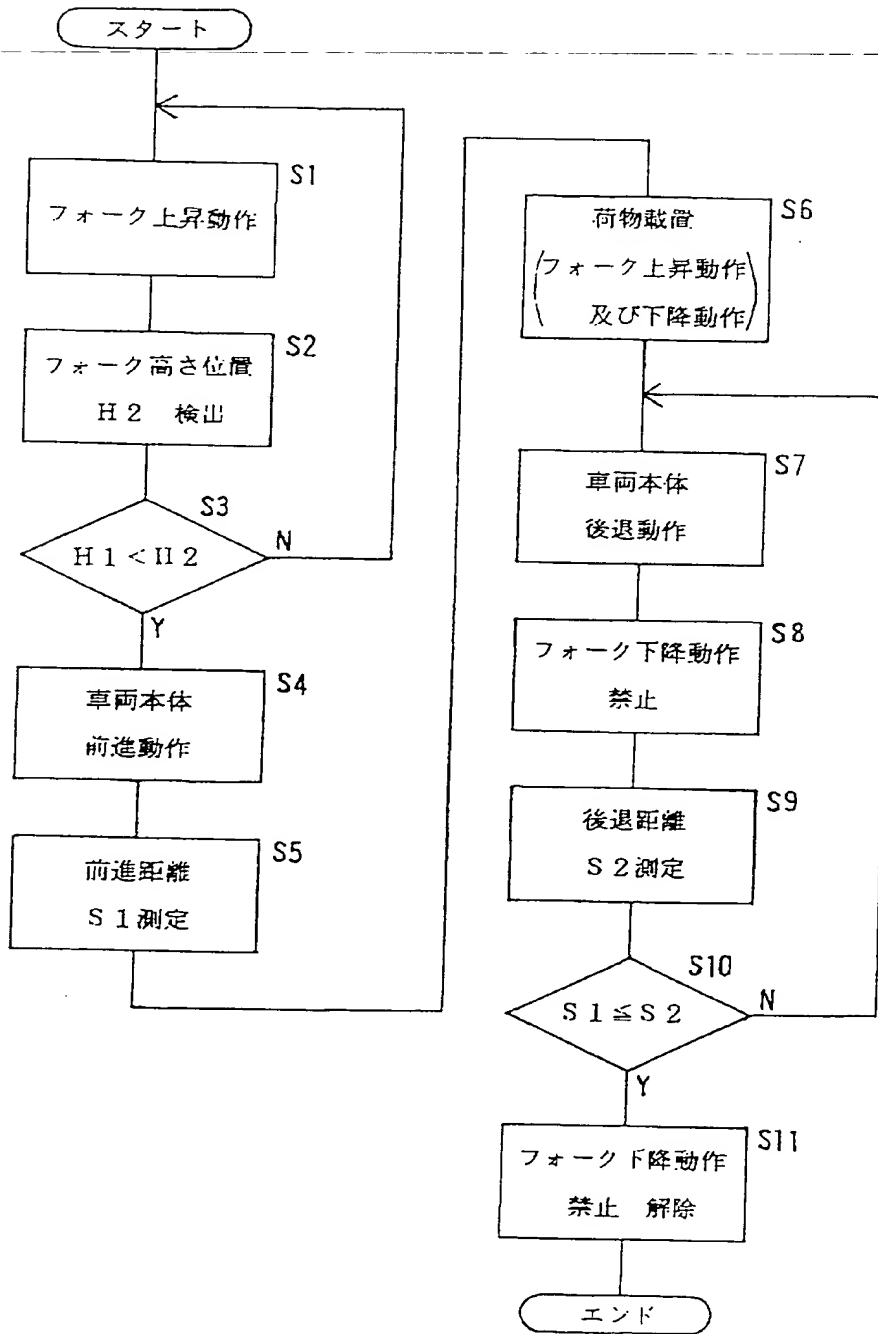 スタート
S1
フォーク上昇動作
S2
フォーク高さ位置
H2 検出
S3
H1<H2
N
Y
S4
車両本体
前進動作
S5
前進距離
S1測定
S6
荷物載置
(フォーク上昇動作
及び下降動作)
S7
車両本体
後退動作
S8
フォーク下降動作
禁止
S9
後退距離
S2測定
S10
S1≦S2
N
Y
S11
フォーク下降動作
禁止 解除
エンド